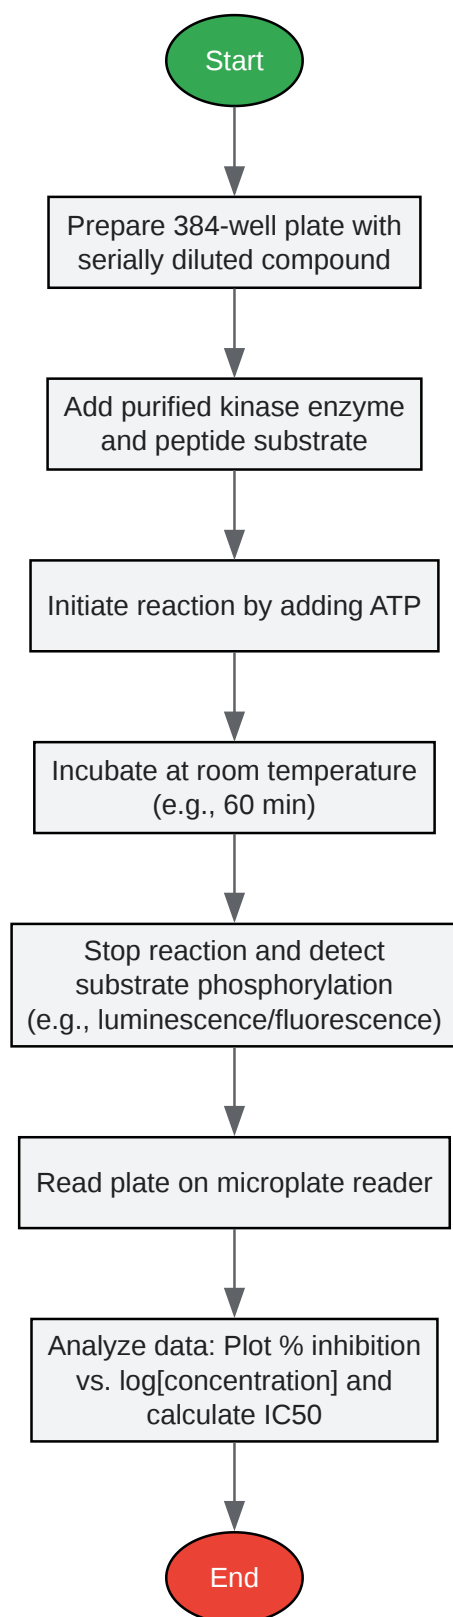 Start
Prepare 384-well plate with
serially diluted compound
Add purified kinase enzyme
and peptide substrate
Initiate reaction by adding ATP
Incubate at room temperature
(e.g., 60 min)
Stop reaction and detect
substrate phosphorylation
(e.g., luminescence/fluorescence)
Read plate on microplate reader
Analyze data: Plot % inhibition
vs. log[concentration] and
calculate IC50
End